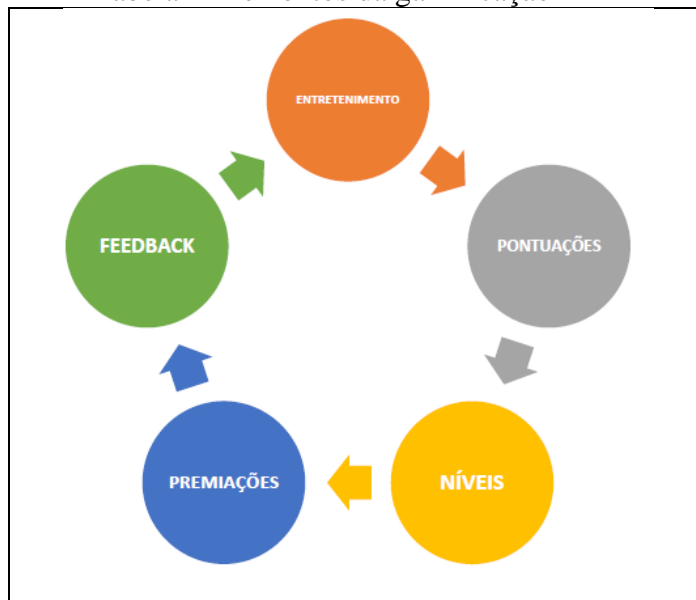 ENTRETENIMENTO
PONTUAÇÕES
NÍVEIS
PREMIAÇÕES
FEEDBACK